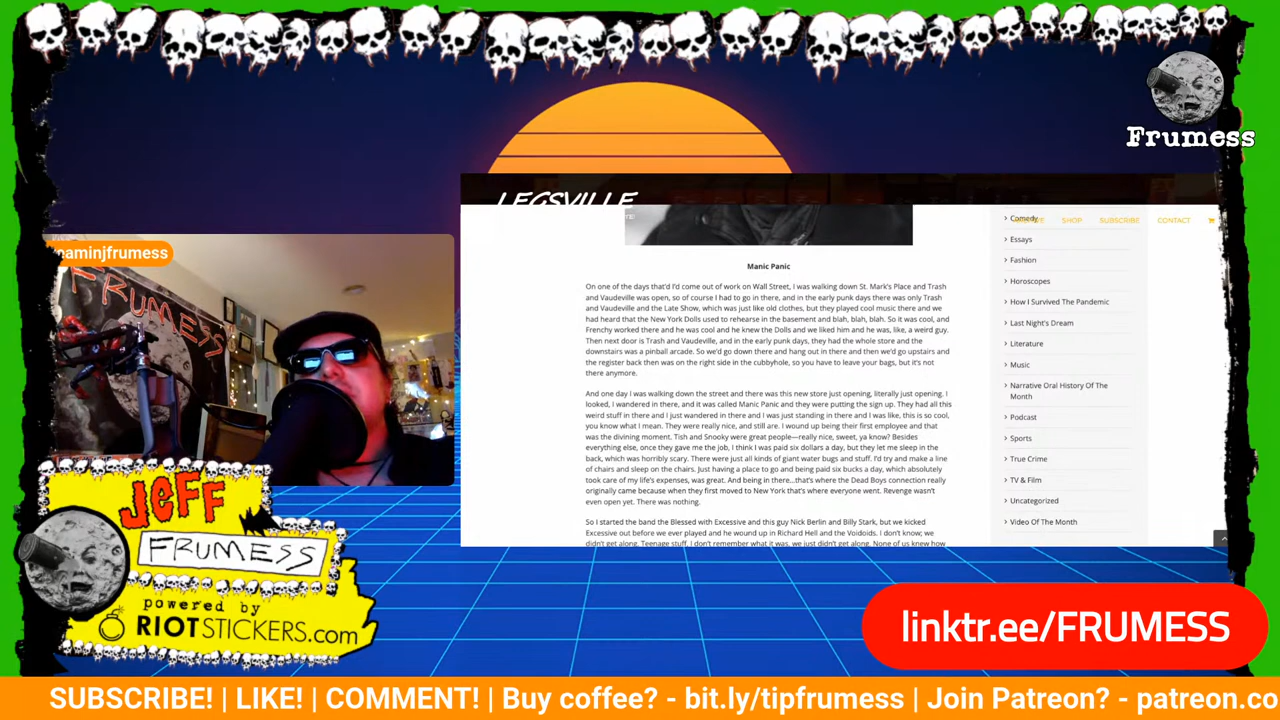 Frumess
LEGSVILLE
SHOP
SUBSCRIBE
CONTACT
Comedy
Essays
Fashion
Horoscopes
How I Survived The Pandemic
Last Night's Dream
Literature
Music
Narrative Oral History Of The
Month
Podcast
Sports
True Crime
TV & Film
Uncategorized
Video Of The Month
Manic Panic
On one of the days that'd I'd come out of work on Wall Street, I was walking down St. Mark's Place and Trash
and Vaudeville was open, so of course I had to go in there, and in the early punk days there was only Trash
and Vaudeville and the Late Show, which was just like old clothes, but they played cool music there and we
had heard that the New York Dolls used to rehearse in the basement and blah, blah, blah. So it was cool, and
Frenchy worked there and he was cool and he knew the Dolls and we liked him and he was, like, a weird guy.
Then next door is Trash and Vaudeville, and in the early punk days, they had the whole store and the
downstairs was a pinball arcade. So we'd go down there and hang out in there and then we'd go upstairs and
the register back then was on the right side in the cubbyhole, so you have to leave your bags, but it's not
there anymore.
And one day I was walking down the street and there was this new store just opening, literally just opening. I
looked, I wandered in there, and it was called Manic Panic and they were putting the sign up. They had all this
weird stuff in there and I just wandered in there and I was just standing in there and I was like, this is so cool,
you know what I mean. They were really nice, and still are. I wound up being their first employee and that
was the divining moment. Tish and Snooky were great people—really nice, sweet, ya know? Besides
everything else, once they gave me the job, I think I was paid six dollars a day, but they let me sleep in the
back, which was horribly scary. There were just all kinds of giant water bugs and stuff. I'd try and make a line
of chairs and sleep on the chairs. Just having a place to go and being paid six bucks a day, which absolutely
took care of my life's expenses, was great. And being in there...that's where the Dead Boys connection really
originally came because when they first moved to New York that's where everyone went. Revenge wasn't
even open yet. There was nothing.
So I started the band the Blessed with Excessive and this guy Nick Berlin and Billy Stark, but we kicked
Excessive out before we ever played and he wound up in Richard Hell and the Voidoids. I don't know; we
didn't get along. Teenage stuff. I don't remember what it was, we just didn't get along. None of us knew how
aminjfrumess
FRUMESS
JEFF
FRUMESS
powered by
RIOTSTICKERS.com
linktr.ee/FRUMESS
SUBSCRIBE! | LIKE! | COMMENT! | Buy coffee? - bit.ly/tipfrumess | Join Patreon? - patreon.co